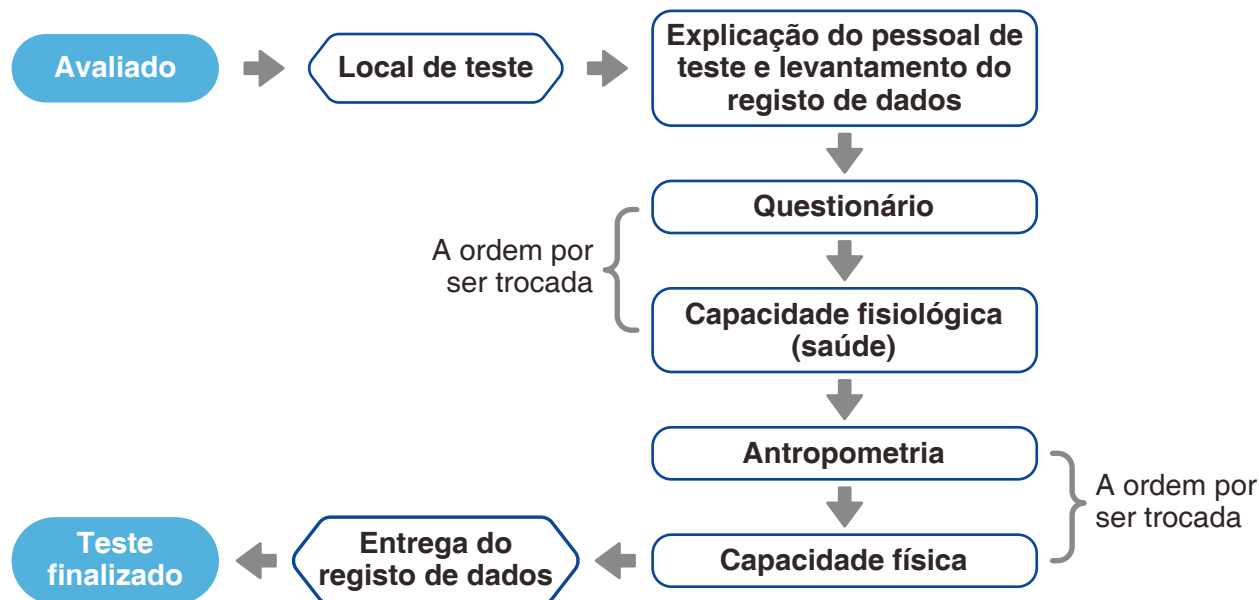 Avaliado
Local de teste
Explicação do pessoal de
teste e levantamento do
registo de dados
Questionário
A ordem por
ser trocada
Capacidade fisiológica
(saúde)
Antropometria
A ordem por
ser trocada
Capacidade física
Entrega do
registo de dados
Teste
finalizado